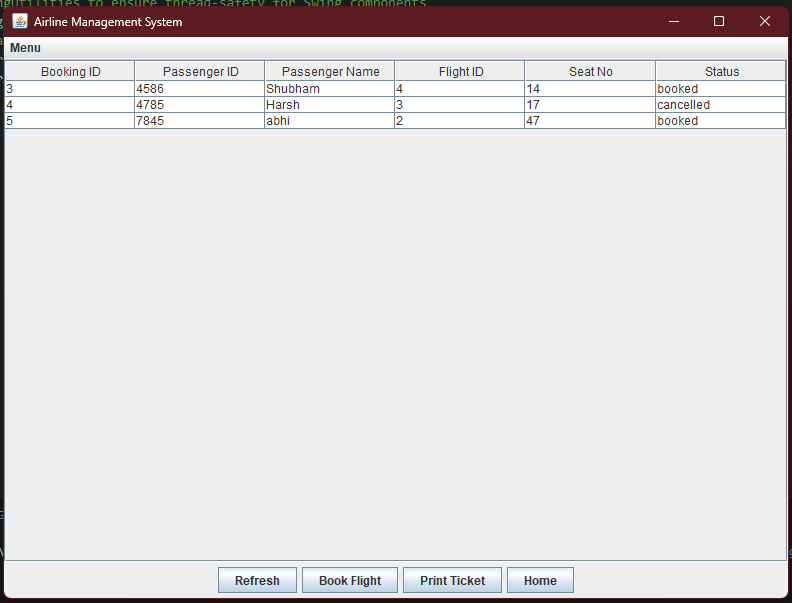 ngUtilities to ensure thread-safety for Swing components
Airline Management System
Menu
Booking ID Passenger ID Passenger Name Flight ID Seat No Status
3 4586 Shubham 4 14 booked
4 4785 Harsh 3 17 cancelled
5 7845 abhi 2 47 booked
Refresh Book Flight Print Ticket Home